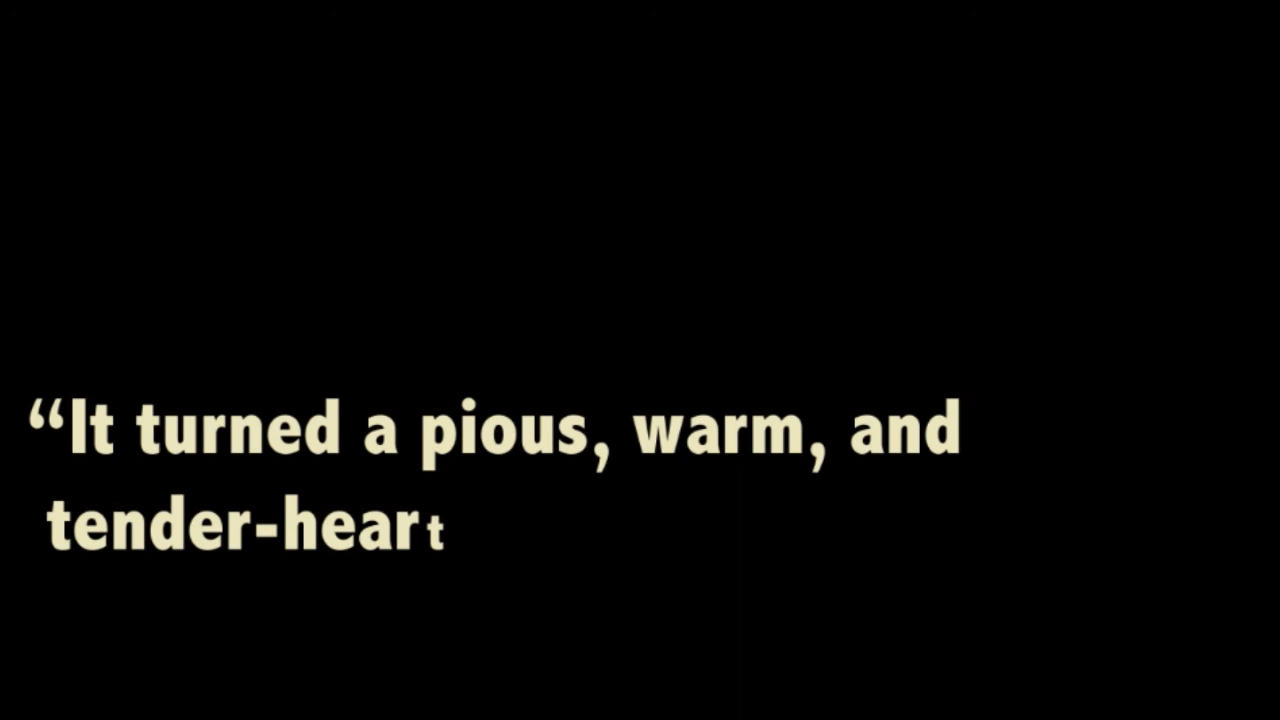 “It turned a pious, warm, and
tender-heart